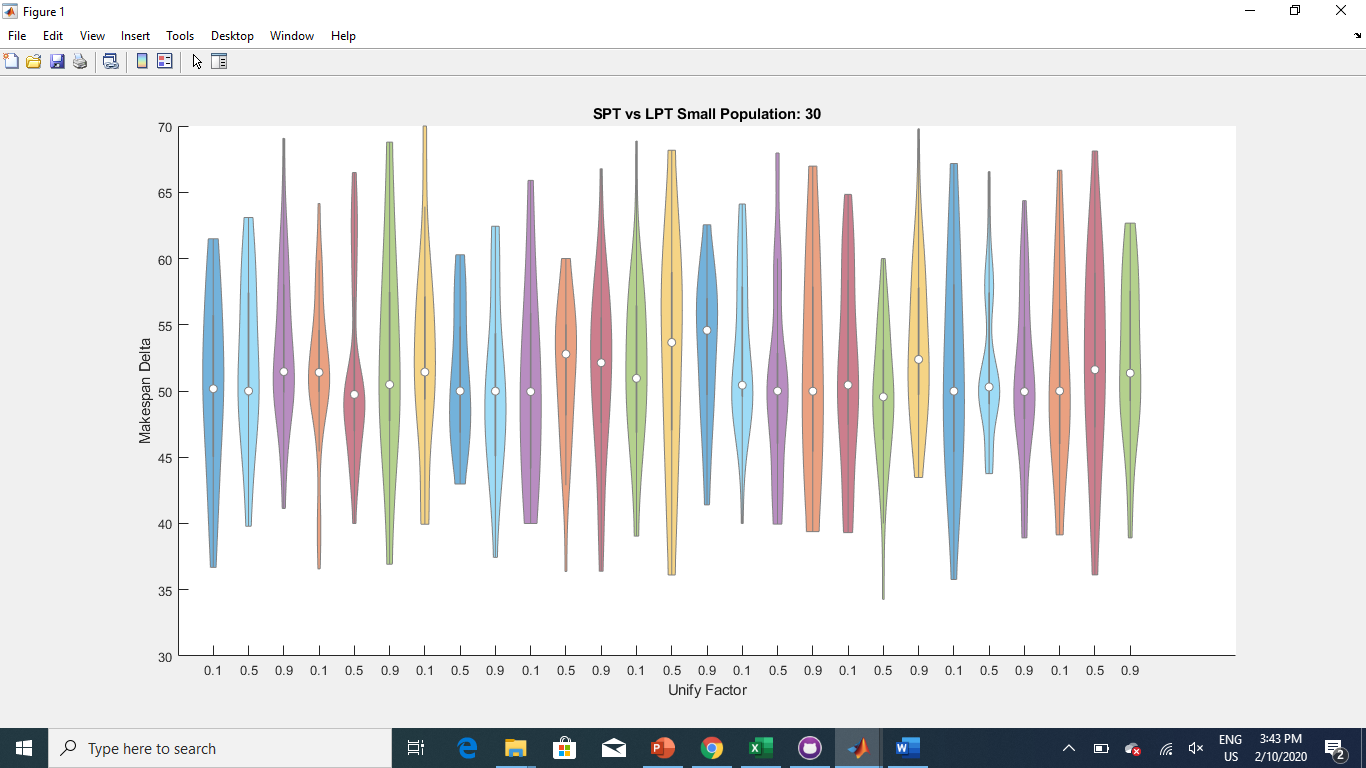 Figure 1
File Edit View Insert Tools Desktop Window Help
SPT vs LPT Small Population: 30
70
65
60
55
50
45
40
35
30
Makespan Delta
0.1 0.5 0.9 0.1 0.5 0.9 0.1 0.5 0.9 0.1 0.5 0.9 0.1 0.5 0.9 0.1 0.5 0.9 0.1 0.5 0.9 0.1 0.5 0.9 0.1 0.5 0.9
Unify Factor
Type here to search
ENG
US
3:43 PM
2/10/2020
2